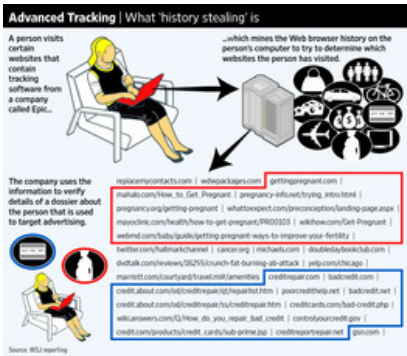 Advanced Tracking | What 'history stealing' is
A person visits
certain
websites that
contain
tracking
software from
a company
called Epic...
...which mines the Web browser history on
the person's computer to try to determine which
websites the person has visited.
The company uses the
information to verify
details of a dossier about
the person that is used
to target advertising.
replacemycontacts.com | wdwpackages.com | gettingpregnant.com |
mahalo.com/How_to_Get_Pregnant | pregnancy-info.net/trying_intro.html |
pregnancy.org/getting-pregnant | whattoexpect.com/preconception/landing-page.aspx |
mayoclinic.com/health/how-to-get-pregnant/PR00103 | wikihow.com/Get-Pregnant |
webmd.com/baby/guide/getting-pregnant-ways-to-improve-your-fertility |
twitter.com/hallmarkchannel | cancer.org | michaels.com | doubledaybookclub.com |
dvdtalk.com/reviews/18255/crunch-fat-burning-ab-attack | yelp.com/chicago |
marriott.com/courtyard/travel.mi#/amenities | creditrepair.com | badcredit.com |
credit.about.com/od/creditrepair/qt/repairlist.htm | poorcredithelp.net | badcredit.net |
credit.about.com/od/creditrepair/ss/creditrepair.htm | creditcards.com/bad-credit.php |
wiki.answers.com/Q/How_do_you_repair_bad_credit | controlyourcredit.gov |
credit.com/products/credit_cards/sub-prime.jsp | creditreportrepair.net | gsn.com |
Source: WSJ reporting